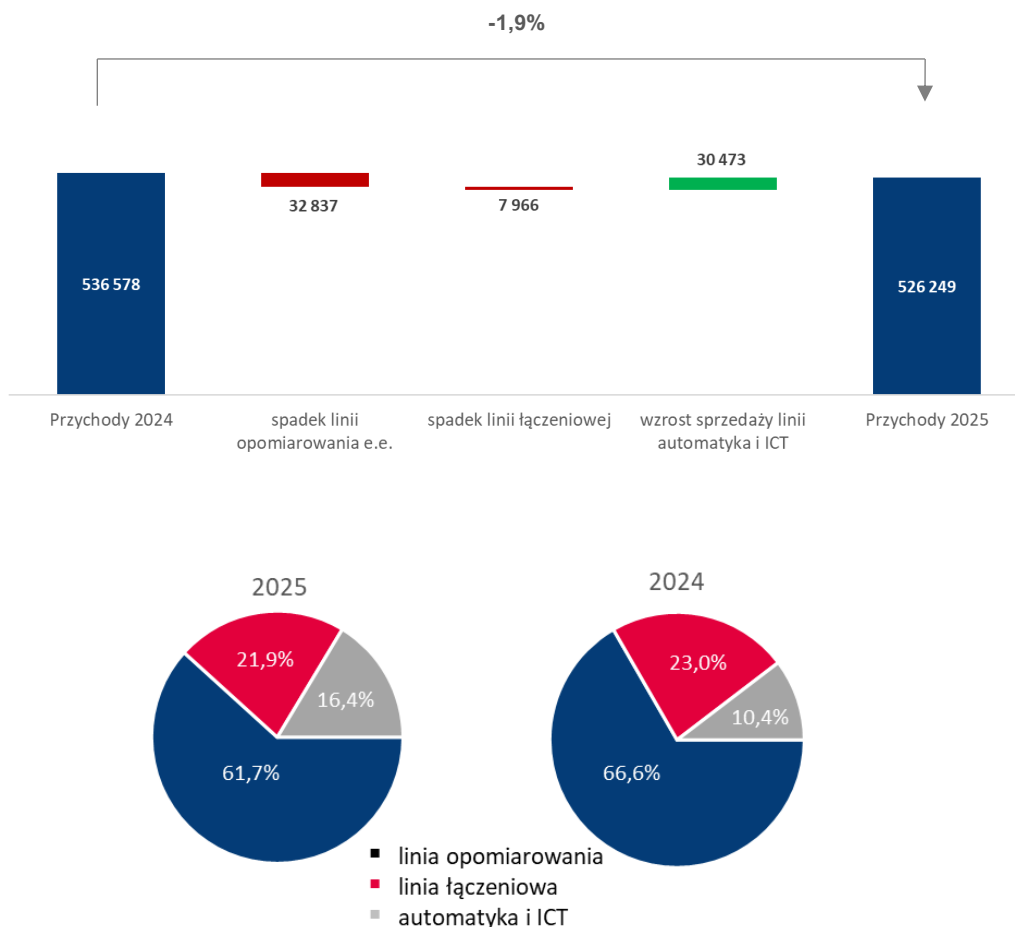 -1,9%
30 473
32 837
7 966
536 578
526 249
Przychody 2024
spadek linii
opomiarowania e.e.
spadek linii łączeniowej
wzrost sprzedaży linii
automatyka i ICT
Przychody 2025
2025
21,9%
16,4%
61,7%
2024
23,0%
10,4%
66,6%
linia opomiarowania
linia łączeniowa
automatyka i ICT